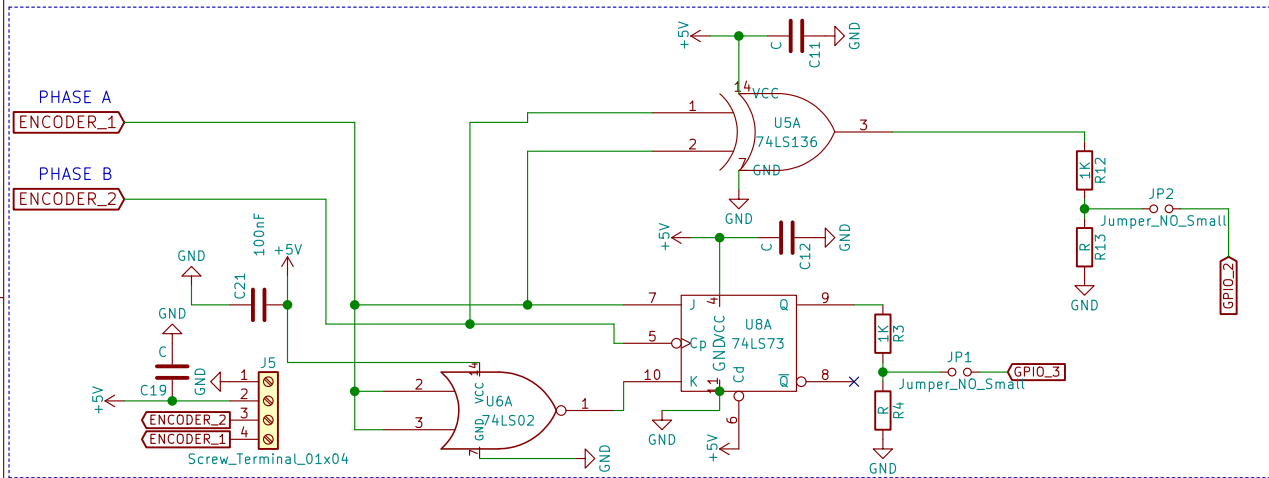 +5V
C
C11
GND
PHASE A
ENCODER_1
14
VCC
1
U5A
74LS136
3
2
7
GND
GND
1K
R12
PHASE B
ENCODER_2
JP2
Jumper_NO_Small
R
R13
GND
GPIO_2
+5V
C
C12
GND
100nF
+5V
GND
C21
7
J
4
VCC
Q
9
5
Cp
U8A
74LS73
10
K
GND
11
Cd
Q
8
6
+5V
GND
1K
R3
JP1
Jumper_NO_Small
GPIO_3
R
R4
GND
GND
C
C19
+5V
GND
J5
1
2
3
4
ENCODER_2
ENCODER_1
Screw_Terminal_01x04
14
VCC
2
U6A
74LS02
1
3
GND
7
GND